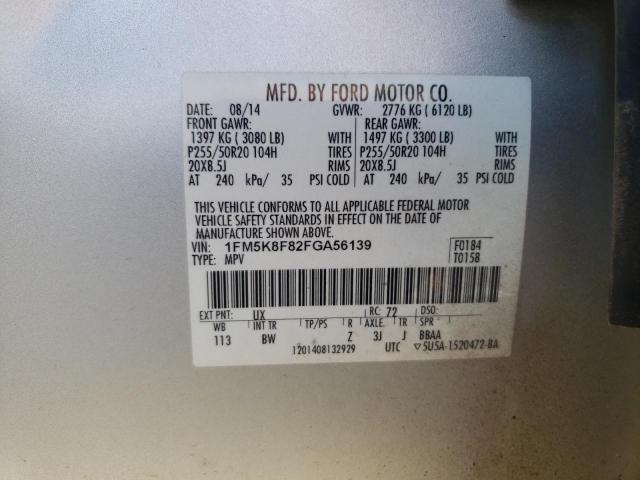 MFD. BY FORD MOTOR CO.
DATE: 08/14 GVWR: 2776 KG ( 6120 LB)
FRONT GAWR: REAR GAWR:
1397 KG ( 3080 LB) WITH 1497 KG ( 3300 LB) WITH
P255/50R20 104H TIRES P255/50R20 104H TIRES
20X8.5J RIMS 20X8.5J RIMS
AT 240 kPa/ 35 PSI COLD AT 240 kPa/ 35 PSI COLD
THIS VEHICLE CONFORMS TO ALL APPLICABLE FEDERAL MOTOR
VEHICLE SAFETY STANDARDS IN EFFECT ON THE DATE OF
MANUFACTURE SHOWN ABOVE.
VIN: 1FM5K8F82FGA56139 F0184
TYPE: MPV T0158
EXT PNT: UX RC: 72 DSO:
WB INT TR TP/PS R AXLE TR SPR
113 BW Z 3J J BBAA
1201408132929 UTC ▽5U5A-1520472-BA